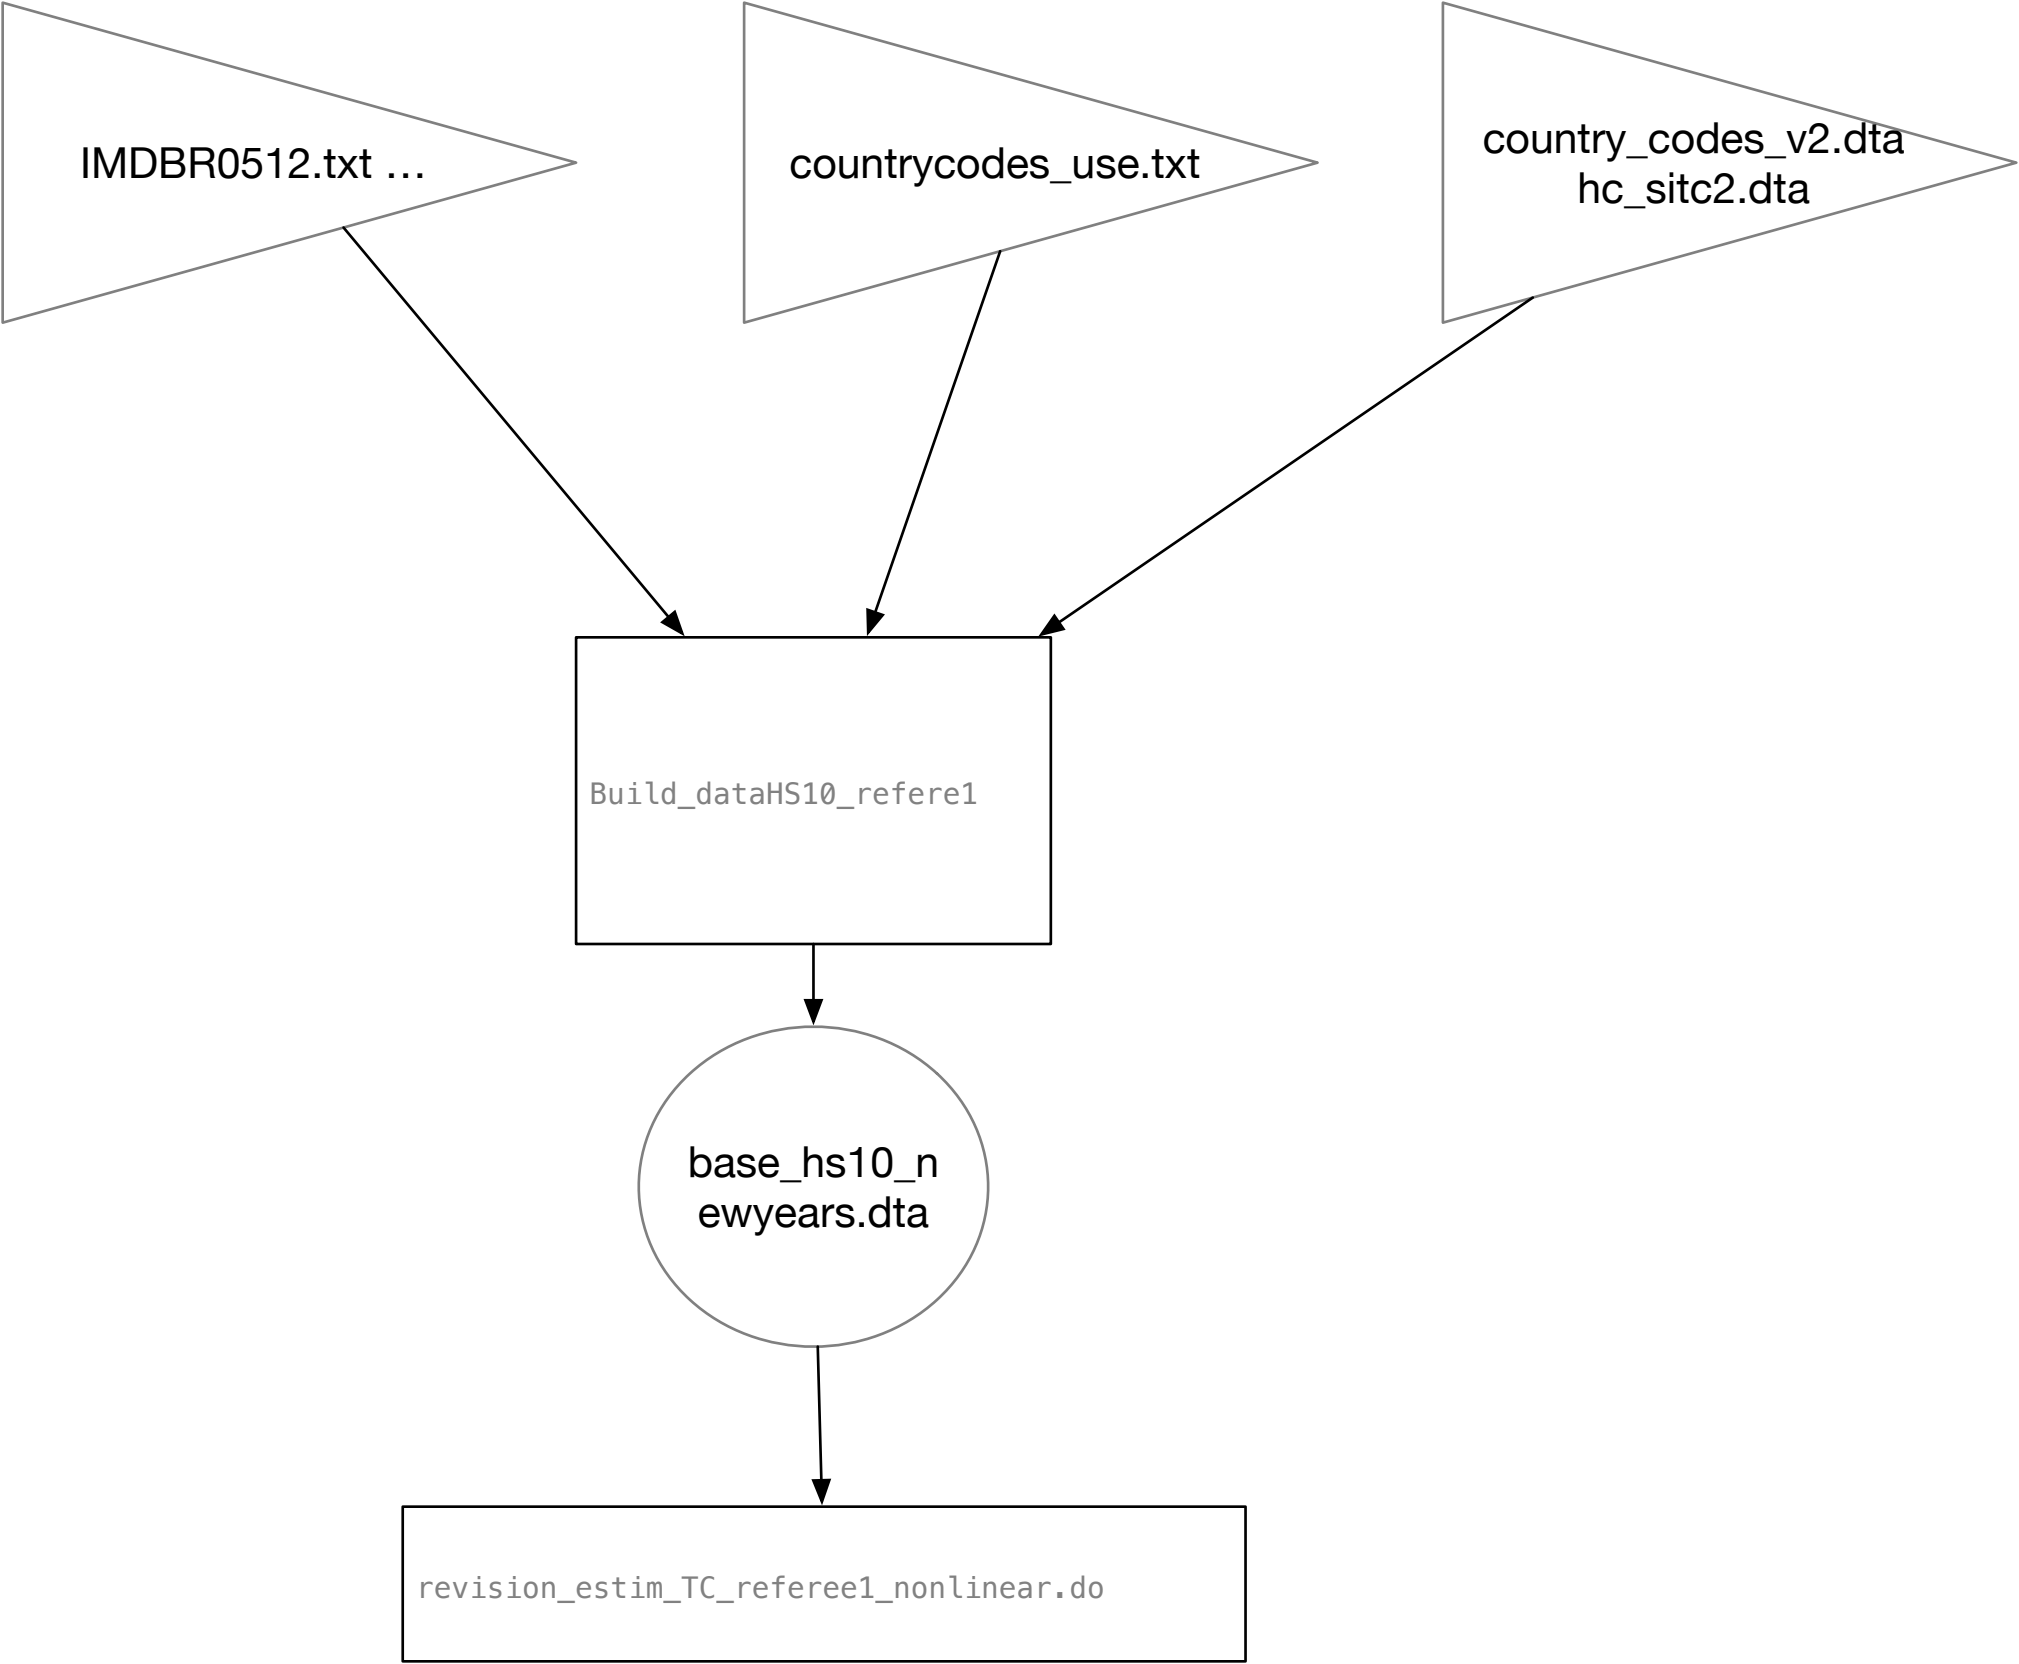 IMDBR0512.txt ...
countrycodes_use.txt
country_codes_v2.dta
hc_sitc2.dta
Build_dataHS10_refere1
base_hs10_n
ewyears.dta
revision_estim_TC_referee1_nonlinear.do